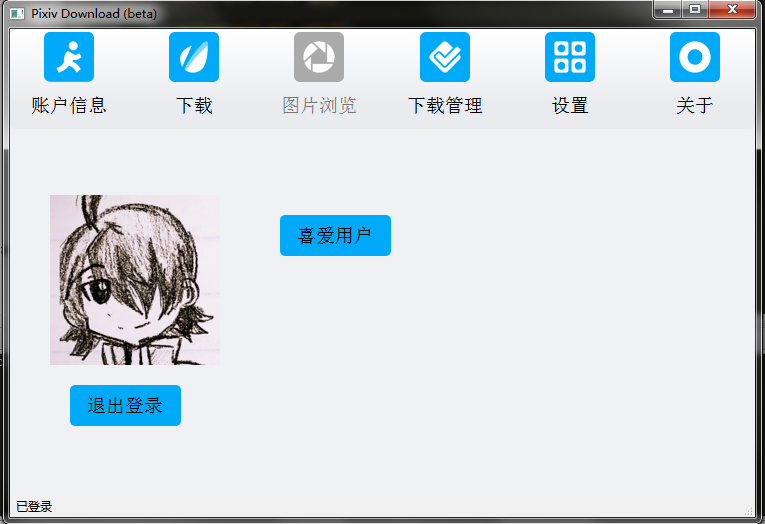 Pixiv Download (beta)
账户信息
下载
图片浏览
下载管理
设置
关于
喜爱用户
退出登录
已登录